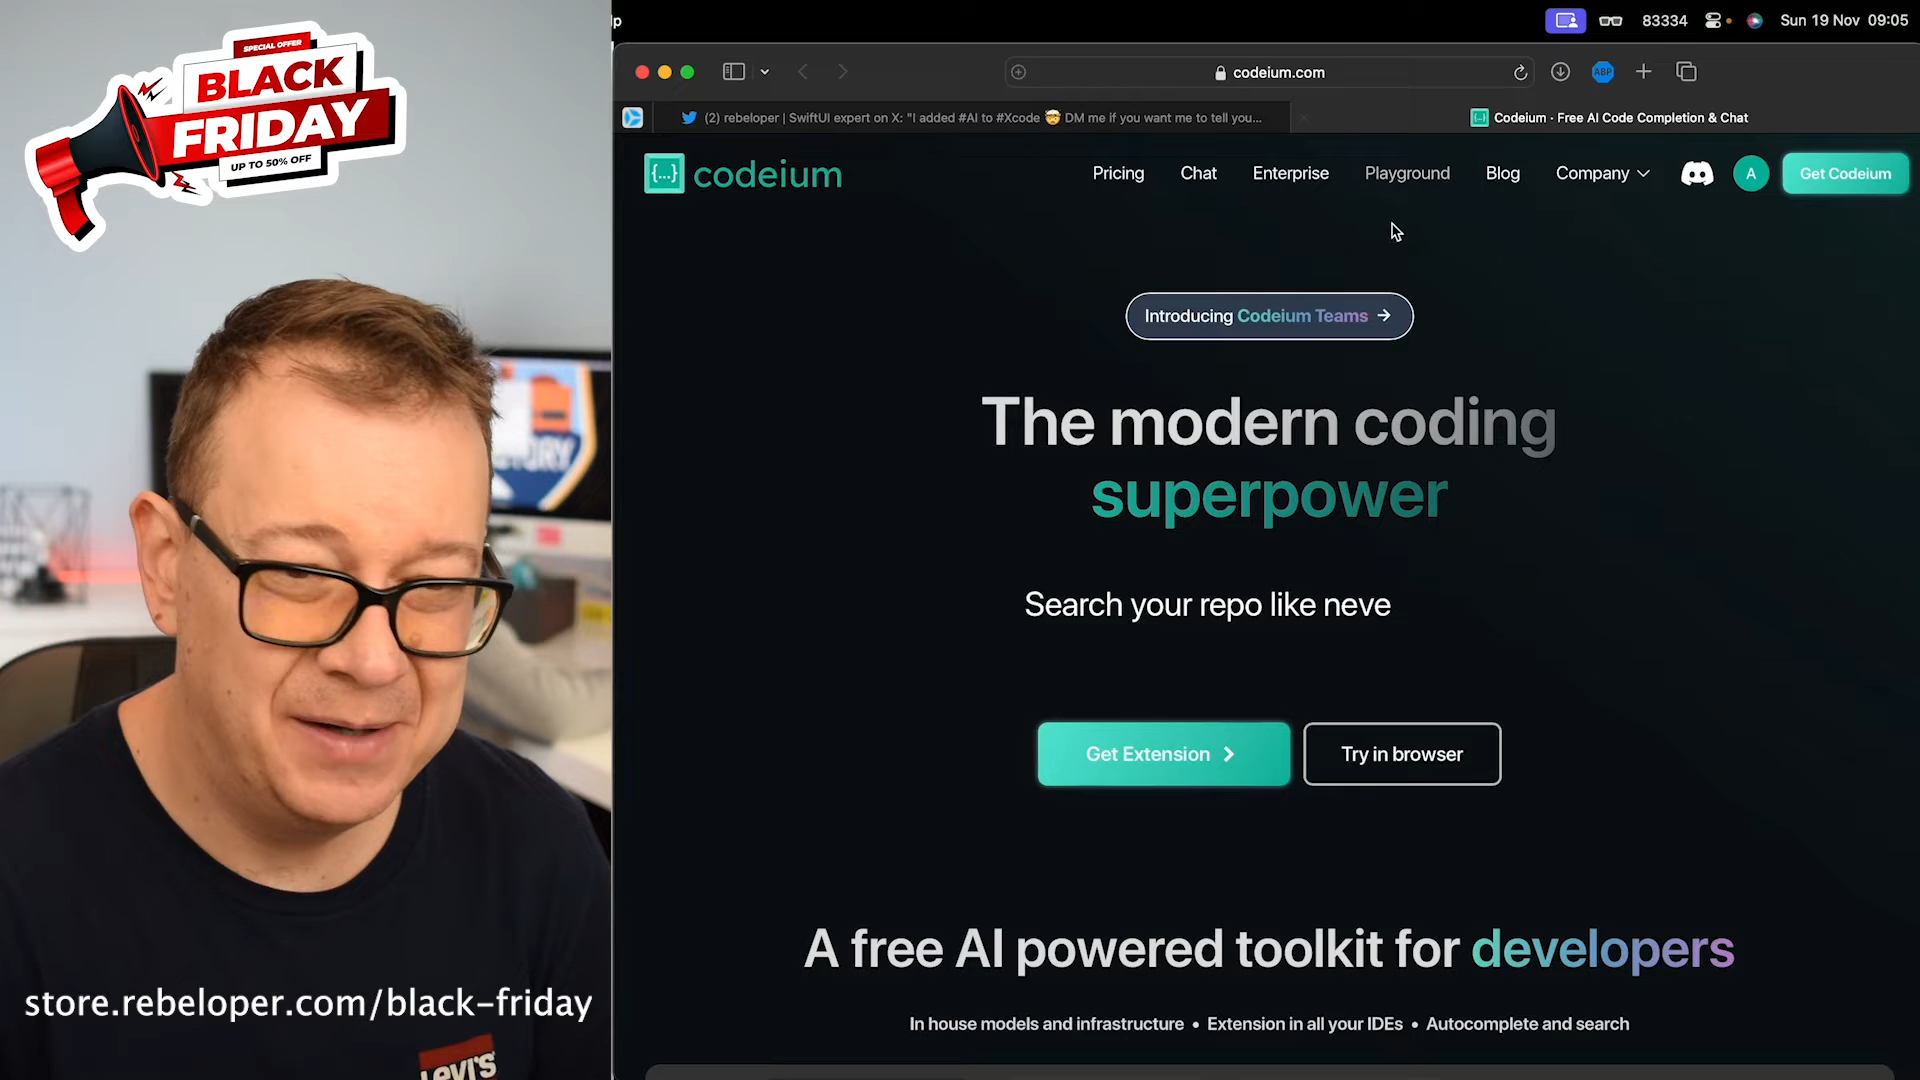 SPECIAL OFFER
BLACK
FRIDAY
UP TO 50% OFF
lp
83334
Sun 19 Nov 09:05
codeium.com
ABP
(2) rebeloper | SwiftUI expert on X: "I added #AI to #Xcode 🤯 DM me if you want me to tell you...
Codeium · Free AI Code Completion & Chat
{...} codeium
Pricing
Chat
Enterprise
Playground
Blog
Company
A
Get Codeium
Introducing Codeium Teams →
The modern coding
superpower
Search your repo like neve
Get Extension
Try in browser
A free AI powered toolkit for developers
In house models and infrastructure • Extension in all your IDEs • Autocomplete and search
store.rebeloper.com/black-friday
Levi's